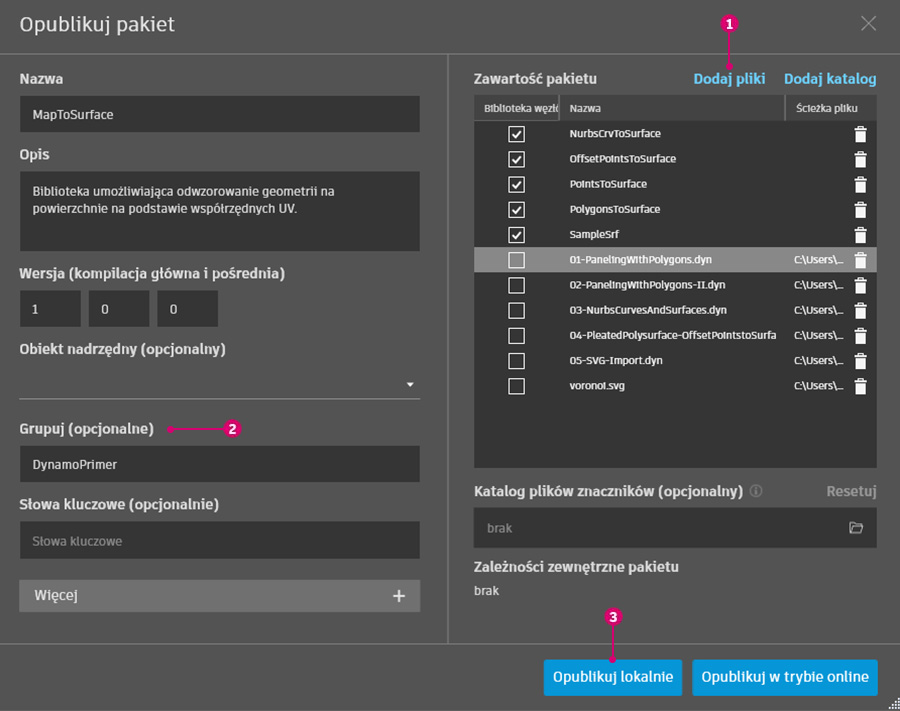 Opublikuj pakiet
1
Nazwa
MapToSurface
Opis
Biblioteka umożliwiająca odwzorowanie geometrii na
powierzchnie na podstawie współrzędnych UV.
Wersja (kompilacja główna i pośrednia)
1 0 0
Obiekt nadrzędny (opcjonalny)
Grupuj (opcjonalne) 2
DynamoPrimer
Słowa kluczowe (opcjonalnie)
Słowa kluczowe
Więcej +
Zawartość pakietu Dodaj pliki Dodaj katalog
Biblioteka węzłó Nazwa Ścieżka pliku
NurbsCrvToSurface
OffsetPointsToSurface
PointsToSurface
PolygonsToSurface
SampleSrf
01-PanelingWithPolygons.dyn C:\Users\...
02-PanelingWithPolygons-II.dyn C:\Users\...
03-NurbsCurvesAndSurfaces.dyn C:\Users\...
04-PleatedPolysurface-OffsetPointstoSurfa C:\Users\...
05-SVG-Import.dyn C:\Users\...
voronoi.svg C:\Users\...
Katalog plików znaczników (opcjonalny) Resetuj
brak
Zależności zewnętrzne pakietu
brak
3
Opublikuj lokalnie Opublikuj w trybie online